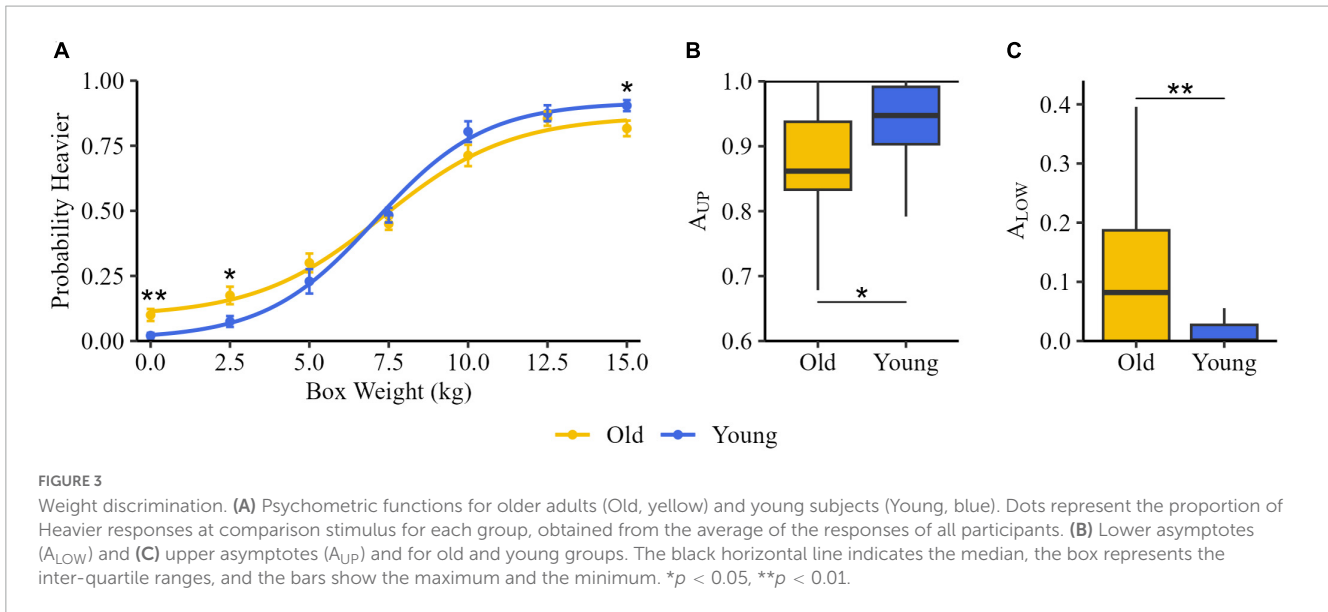 A
B
C
Probability Heavier
1.00
0.75
0.50
0.25
0.00
**
*
*
0.0 2.5 5.0 7.5 10.0 12.5 15.0
Box Weight (kg)
AUP
1.0
0.9
0.8
0.7
0.6
*
Old Young
ALOW
0.4
0.3
0.2
0.1
0.0
**
Old Young
Old Young
FIGURE 3
Weight discrimination. (A) Psychometric functions for older adults (Old, yellow) and young subjects (Young, blue). Dots represent the proportion of
Heavier responses at comparison stimulus for each group, obtained from the average of the responses of all participants. (B) Lower asymptotes
(ALOW) and (C) upper asymptotes (AUP) and for old and young groups. The black horizontal line indicates the median, the box represents the
inter-quartile ranges, and the bars show the maximum and the minimum. *p < 0.05, **p < 0.01.